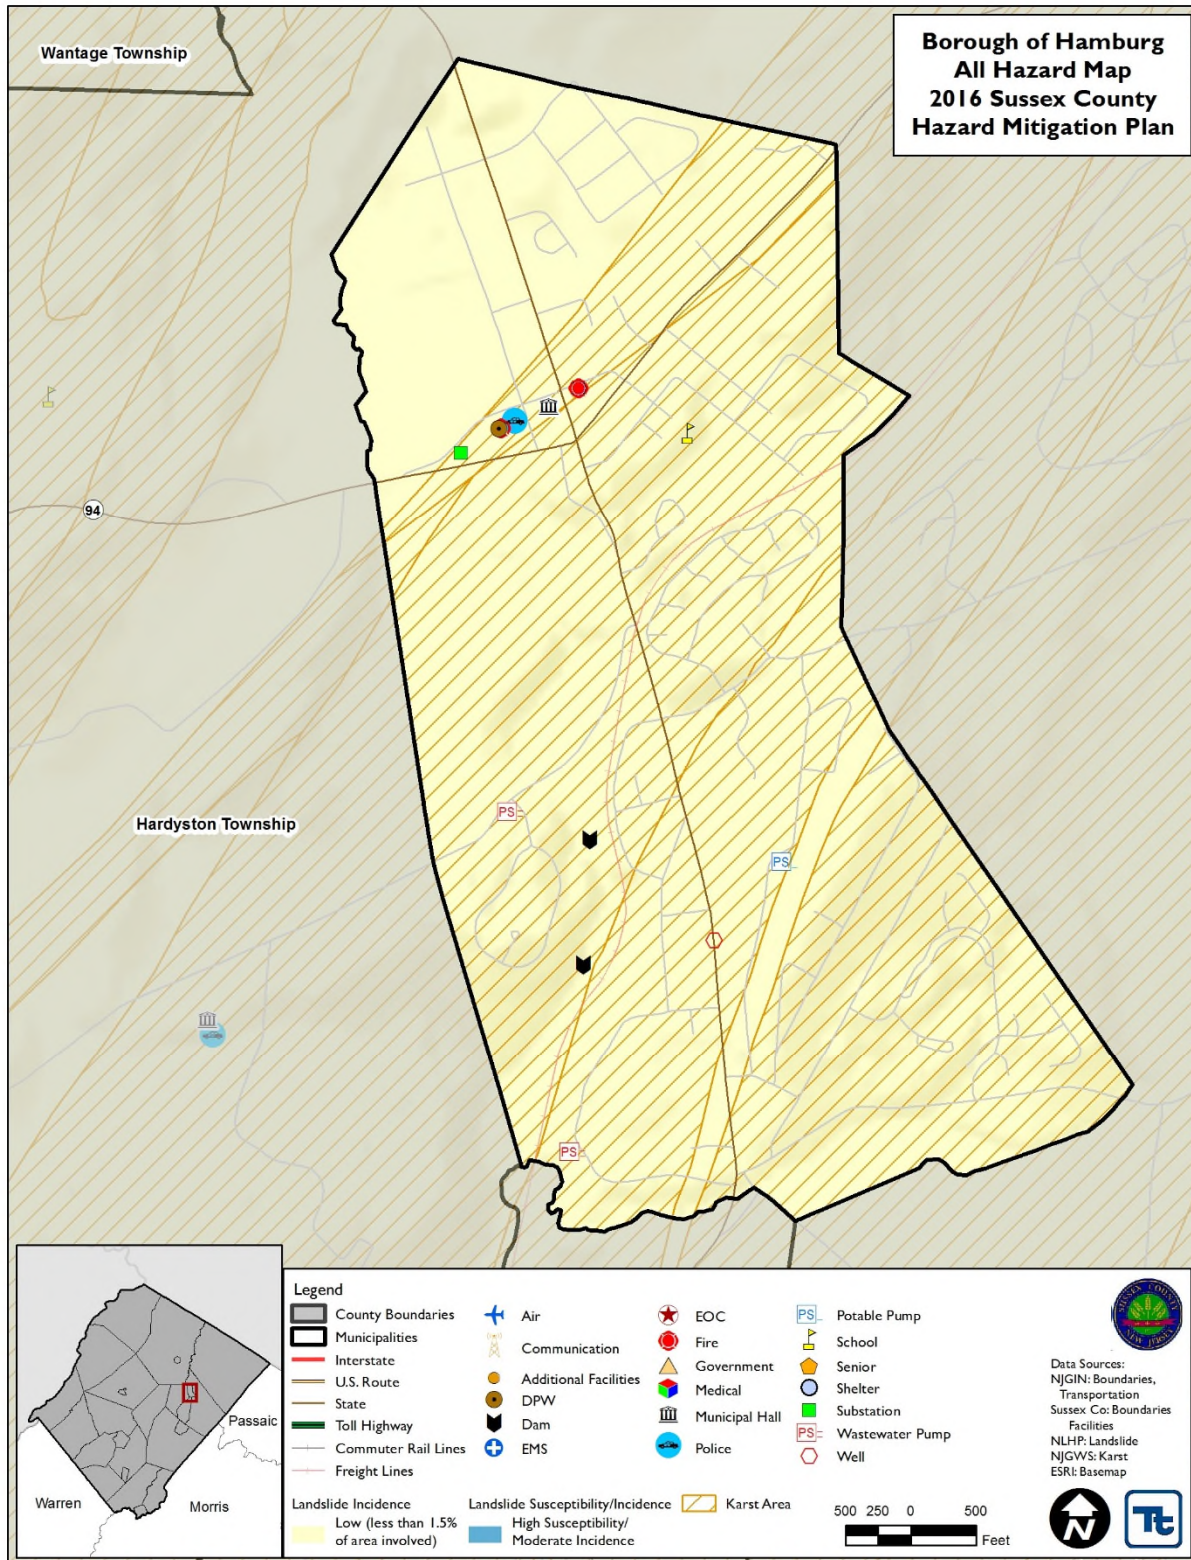 Wantage Township
Borough of Hamburg
All Hazard Map
2016 Sussex County
Hazard Mitigation Plan
94
Hardyston Township
PS
PS
PS
Passaic
Warren
Morris
Legend
County Boundaries
Municipalities
Interstate
U.S. Route
State
Toll Highway
Commuter Rail Lines
Freight Lines
Air
Communication
Additional Facilities
DPW
Dam
EMS
EOC
Fire
Government
Medical
Municipal Hall
Police
PS Potable Pump
School
Senior
Shelter
Substation
PS Wastewater Pump
Well
Landslide Incidence
Low (less than 1.5%
of area involved)
Landslide Susceptibility/Incidence
High Susceptibility/
Moderate Incidence
Karst Area
SUSSEX COUNTY
NEW JERSEY
Data Sources:
NJGIN: Boundaries,
Transportation
Sussex Co: Boundaries
Facilities
NLHP: Landslide
NJGWS: Karst
ESRI: Basemap
500 250 0 500
Feet
N
Tt